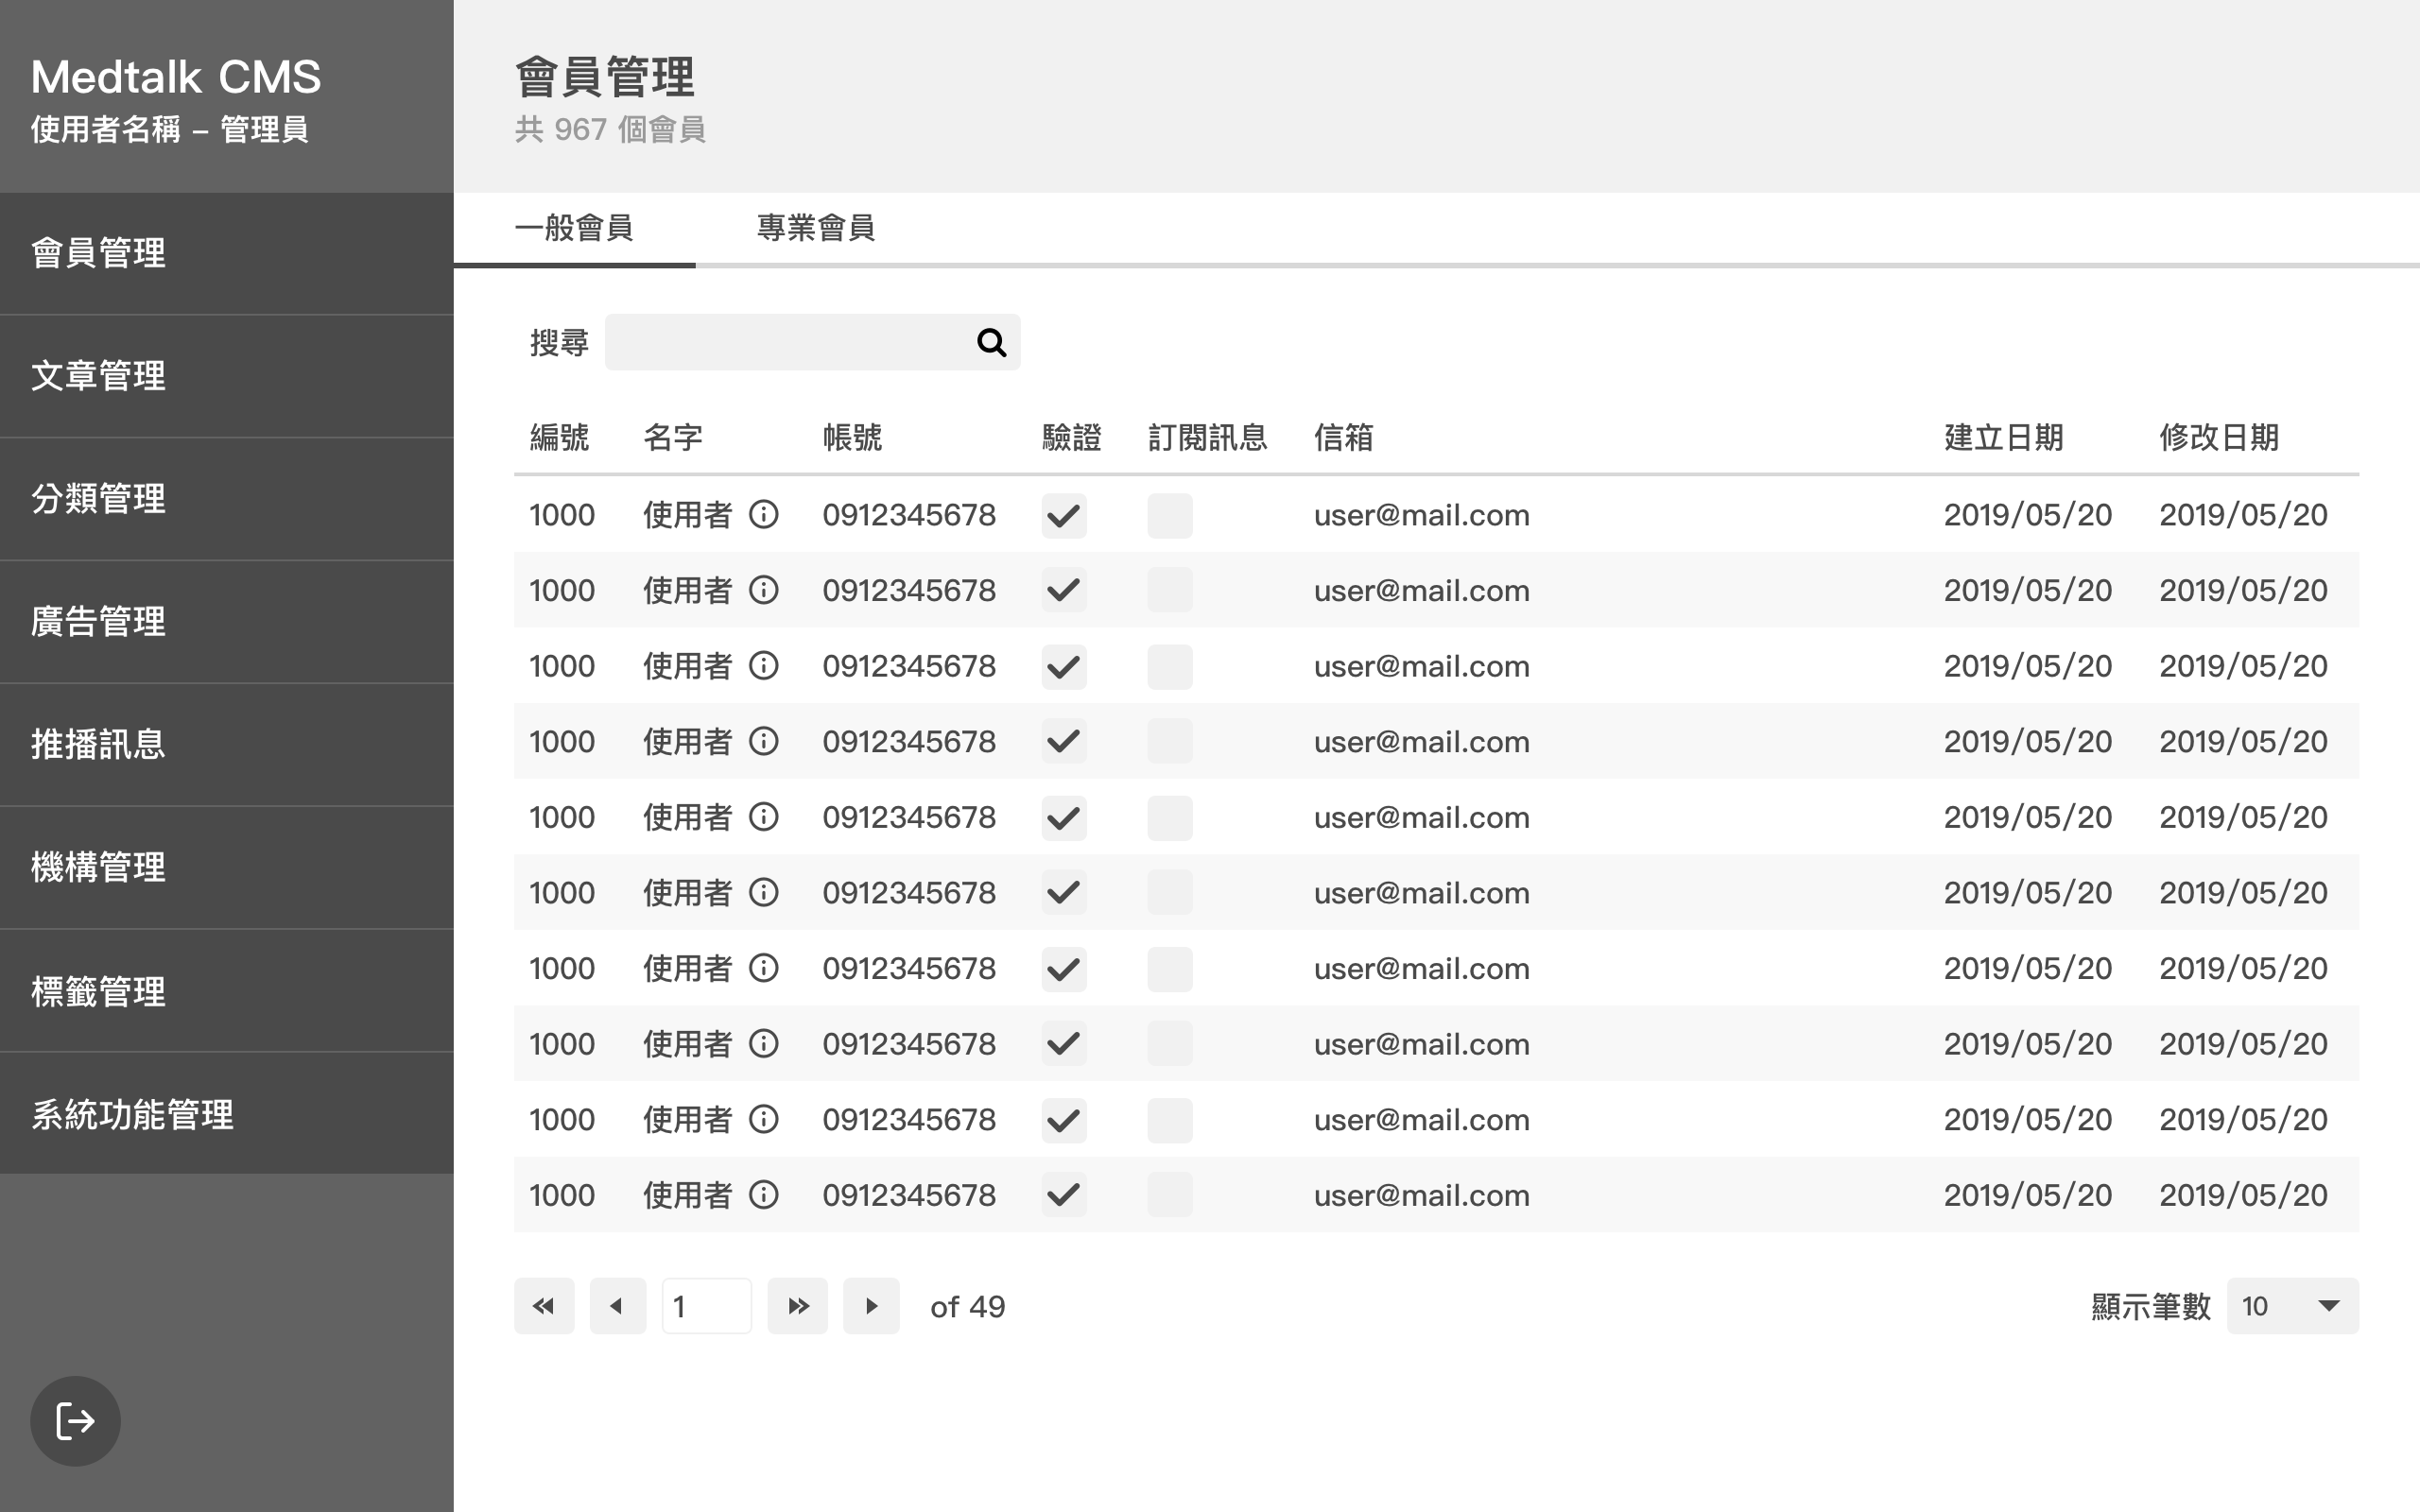 Medtalk CMS
使用者名稱 – 管理員
會員管理
文章管理
分類管理
廣告管理
推播訊息
機構管理
標籤管理
系統功能管理
會員管理
共 967 個會員
一般會員 專業會員
搜尋
編號 名字 帳號 驗證 訂閱訊息 信箱 建立日期 修改日期
1000 使用者 0912345678 user@mail.com 2019/05/20 2019/05/20
1000 使用者 0912345678 user@mail.com 2019/05/20 2019/05/20
1000 使用者 0912345678 user@mail.com 2019/05/20 2019/05/20
1000 使用者 0912345678 user@mail.com 2019/05/20 2019/05/20
1000 使用者 0912345678 user@mail.com 2019/05/20 2019/05/20
1000 使用者 0912345678 user@mail.com 2019/05/20 2019/05/20
1000 使用者 0912345678 user@mail.com 2019/05/20 2019/05/20
1000 使用者 0912345678 user@mail.com 2019/05/20 2019/05/20
1000 使用者 0912345678 user@mail.com 2019/05/20 2019/05/20
1000 使用者 0912345678 user@mail.com 2019/05/20 2019/05/20
1 of 49 顯示筆數 10